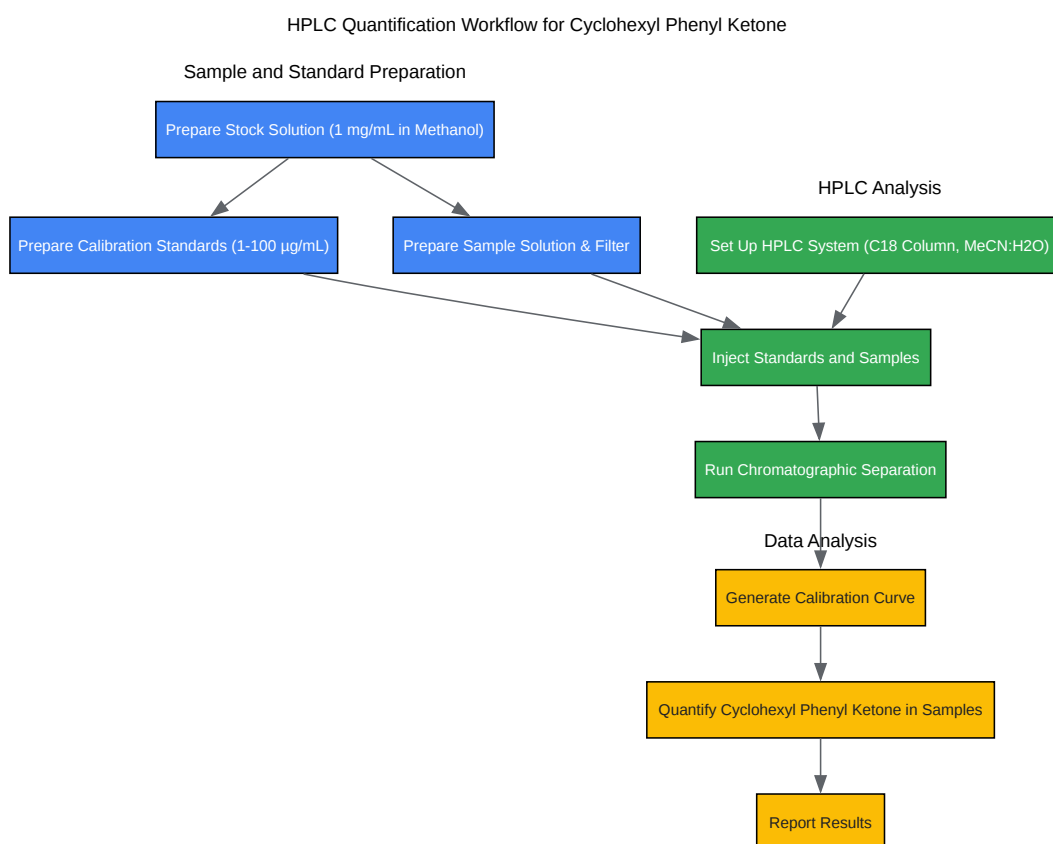 HPLC Quantification Workflow for Cyclohexyl Phenyl Ketone
Sample and Standard Preparation
Prepare Stock Solution (1 mg/mL in Methanol)
HPLC Analysis
Prepare Calibration Standards (1-100 µg/mL)
Prepare Sample Solution & Filter
Set Up HPLC System (C18 Column, MeCN:H2O)
Inject Standards and Samples
Run Chromatographic Separation
Data Analysis
Generate Calibration Curve
Quantify Cyclohexyl Phenyl Ketone in Samples
Report Results